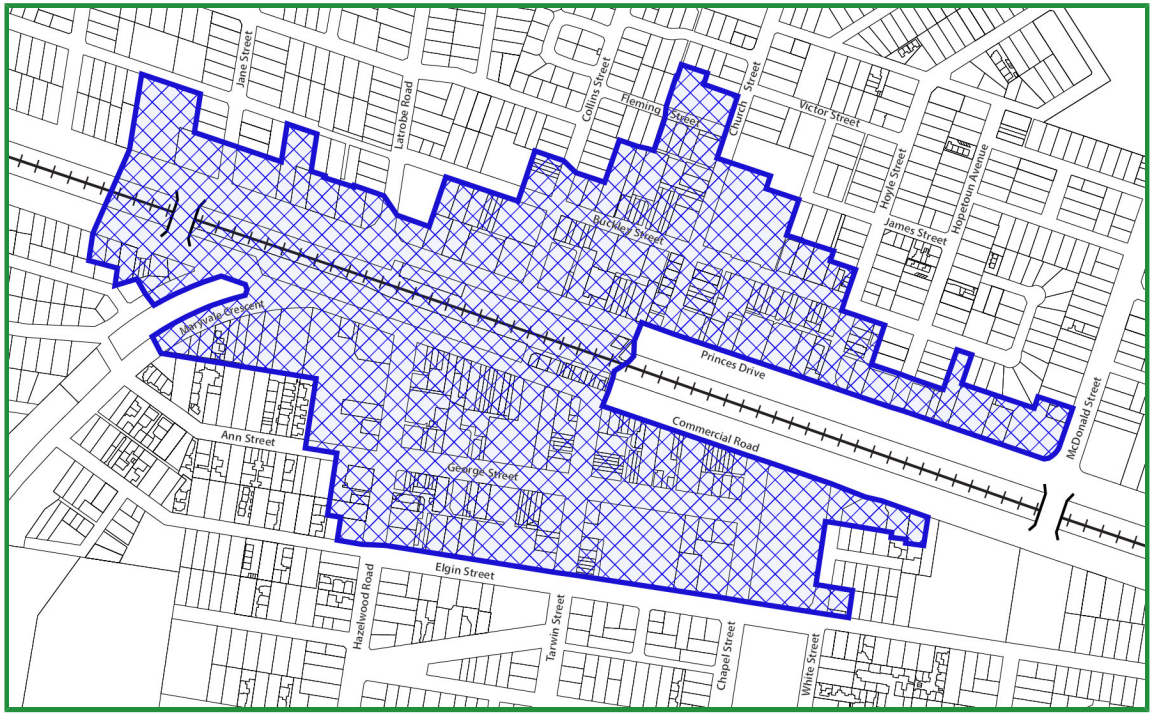 Jane Street
Latrobe Road
Collins Street
Fleming Street
Church Street
Victor Street
Hoyle Street
Hopetoun Avenue
James Street
Buckley Street
Maryvale Crescent
Princes Drive
McDonald Street
Commercial Road
Ann Street
George Street
Elgin Street
Hazelwood Road
Tarwin Street
Chapel Street
White Street